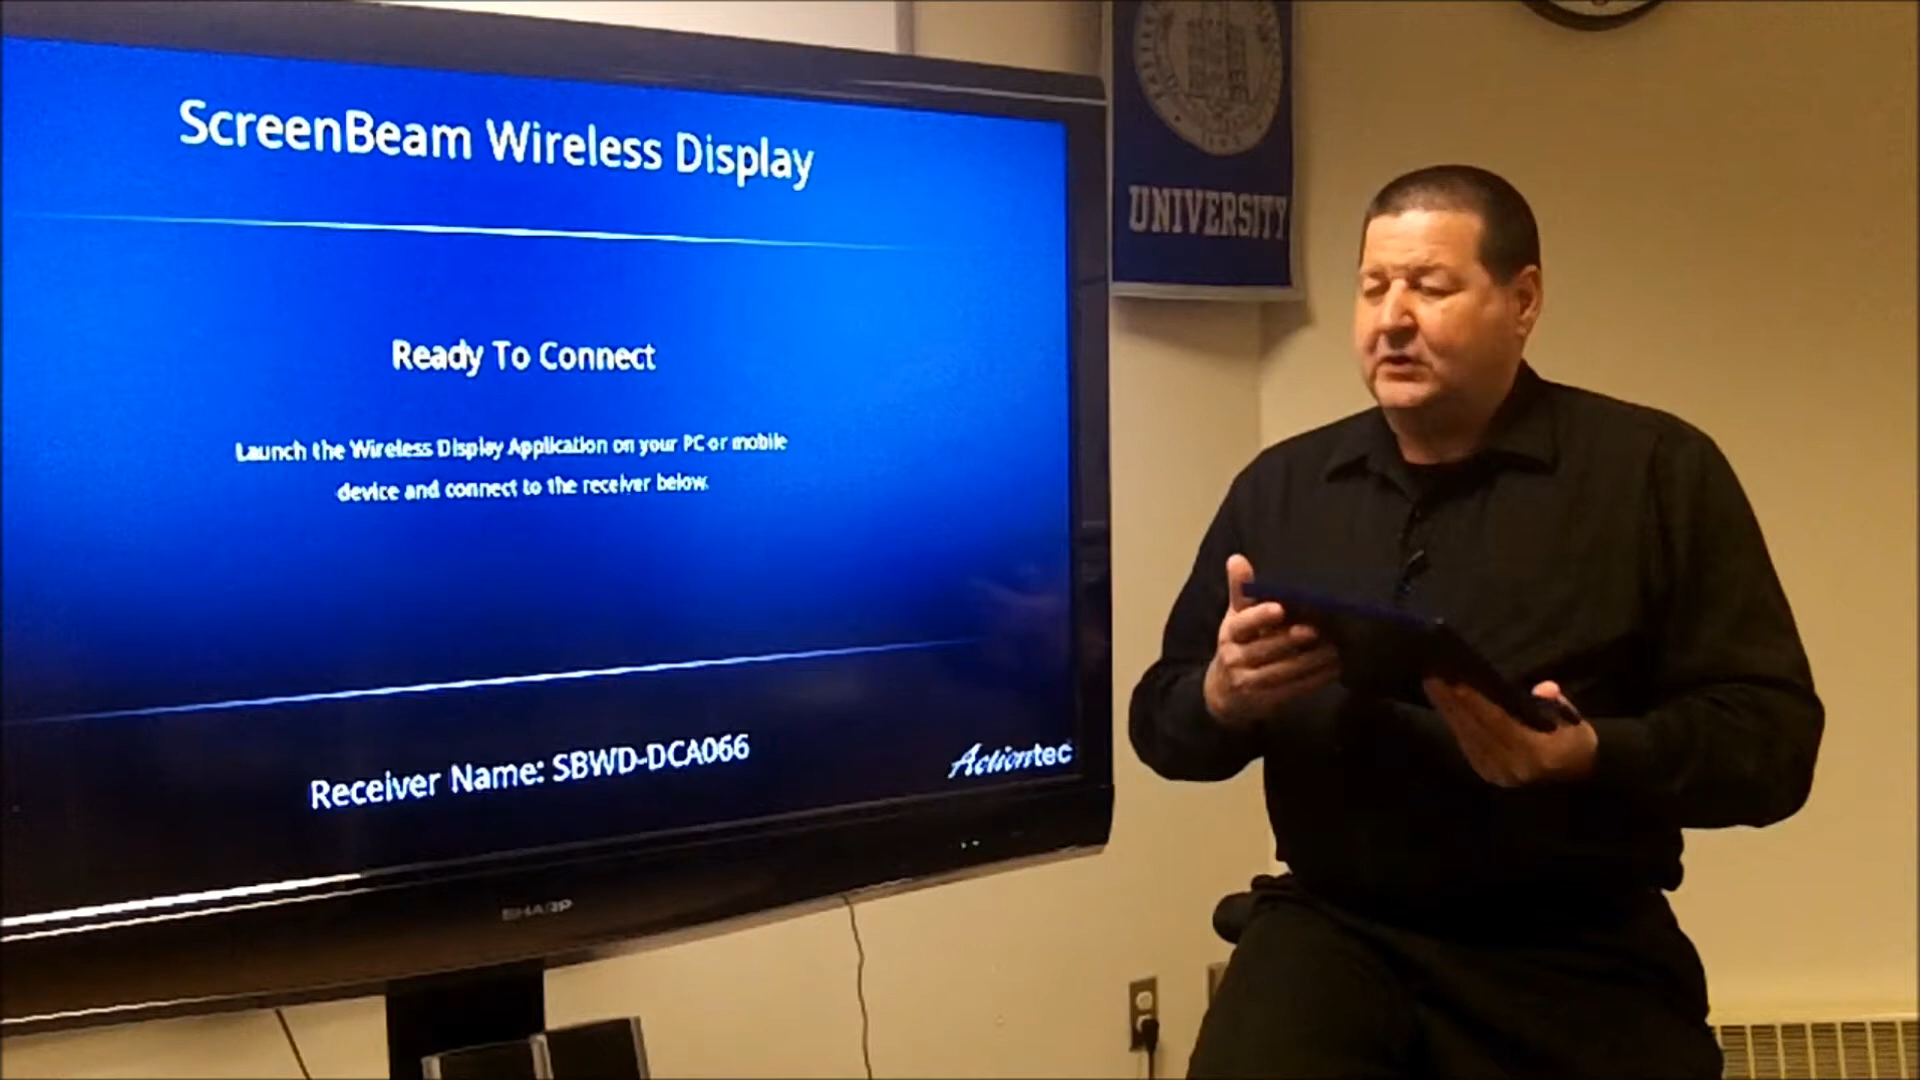 ScreenBeam Wireless Display
Ready To Connect
Launch the Wireless Display Application on your PC or mobile
device and connect to the receiver below.
Receiver Name: SBWD-DCA066
Actiontec
SHARP
UNIVERSITY